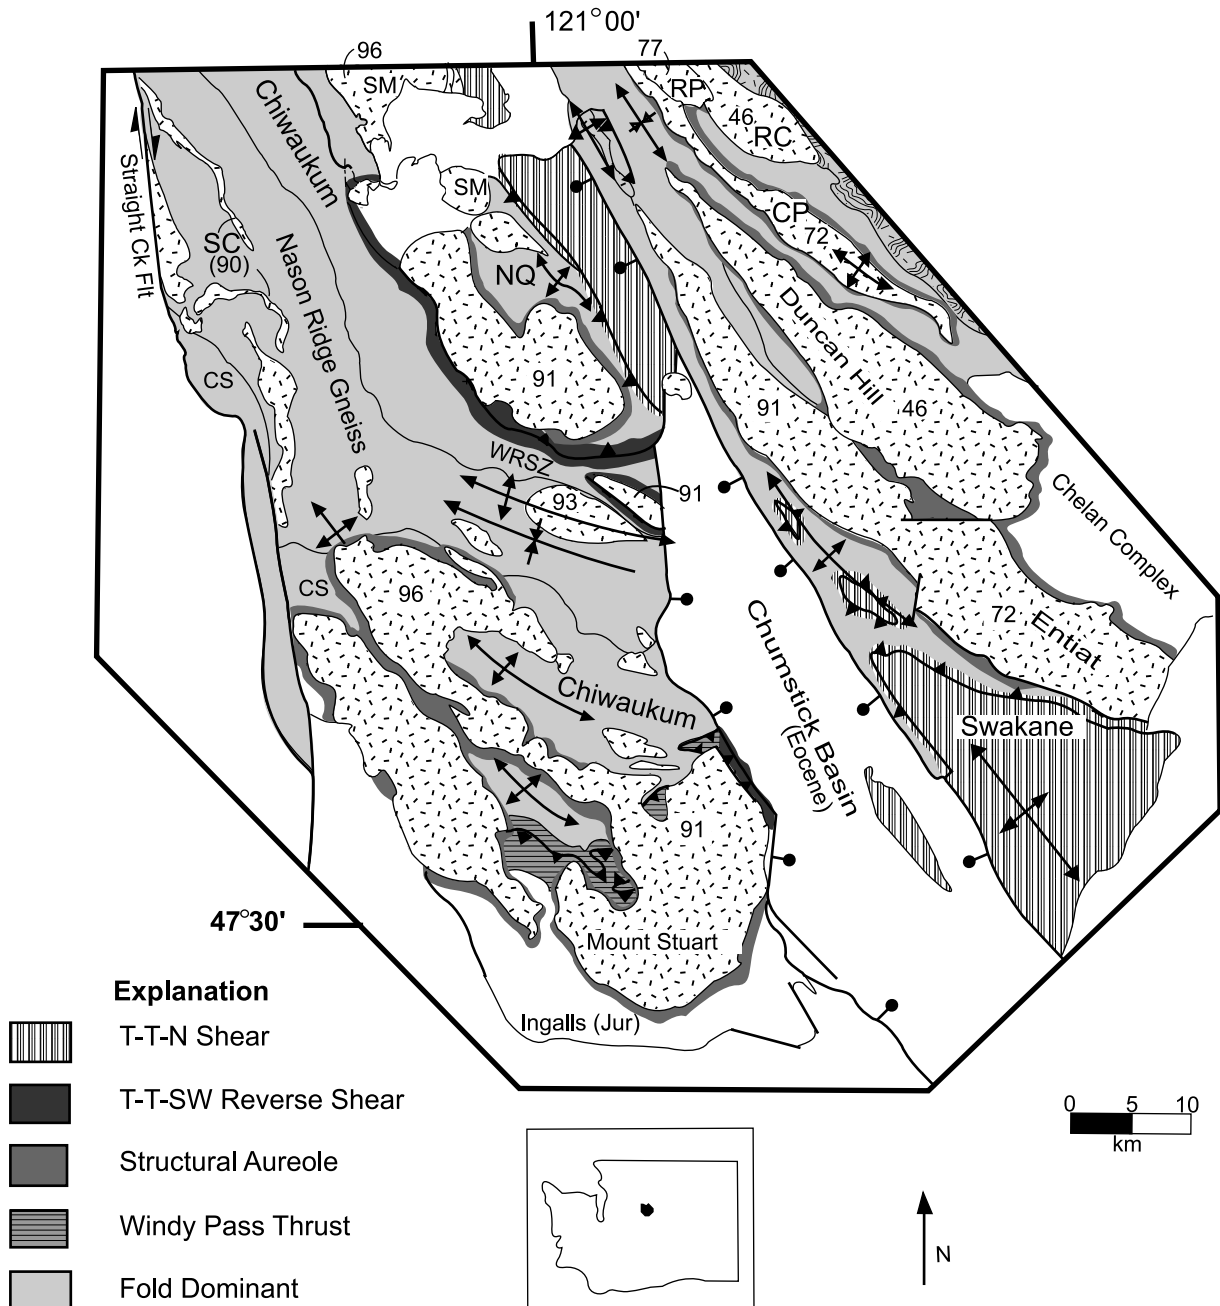 121°00'
96
77
SM
RP
46
RC
Chiwaukum
Straight Ck Flt
SM
CP
72
SC
(90)
NQ
Nason Ridge Gneiss
Duncan Hill
CS
91
91
46
WRSZ
93
91
Chelan Complex
CS
96
72
Entiat
Chiwaukum
Chumstick Basin
(Eocene)
Swakane
91
47°30'
Mount Stuart
Ingalls (Jur)
Explanation
T-T-N Shear
T-T-SW Reverse Shear
Structural Aureole
Windy Pass Thrust
Fold Dominant
0 5 10
km
N